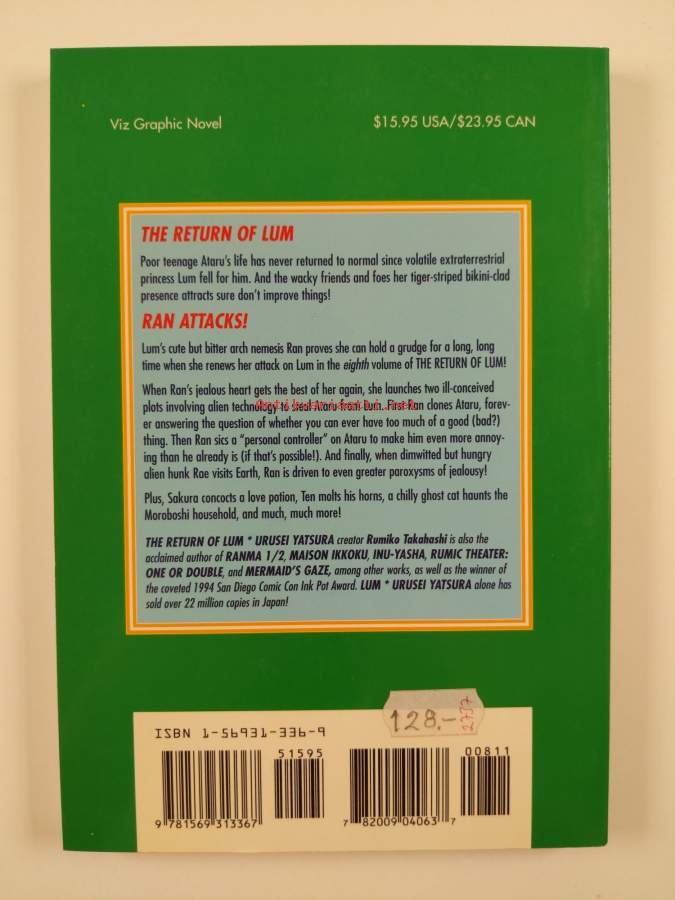 Viz Graphic Novel
$15.95 USA/$23.95 CAN
THE RETURN OF LUM
Poor teenage Ataru's life has never returned to normal since volatile extraterrestrial
princess Lum fell for him. And the wacky friends and foes her tiger-striped bikini-clad
presence attracts sure don't improve things!
RAN ATTACKS!
Lum's cute but bitter arch nemesis Ran proves she can hold a grudge for a long, long
time when she renews her attack on Lum in the eighth volume of THE RETURN OF LUM!
When Ran's jealous heart gets the best of her again, she launches two ill-conceived
plots involving alien technology to steal Ataru from Lum. First Ran clones Ataru, forev-
er answering the question of whether you can ever have too much of a good (bad?)
thing. Then Ran sics a "personal controller" on Ataru to make him even more annoy-
ing than he already is (if that's possible!). And finally, when dimwitted but hungry
alien hunk Rae visits Earth, Ran is driven to even greater paroxysms of jealousy!
Plus, Sakura concocts a love potion, Ten molts his horns, a chilly ghost cat haunts the
Moroboshi household, and much, much more!
THE RETURN OF LUM * URUSEI YATSURA creator Rumiko Takahashi is also the
acclaimed author of RANMA 1/2, MAISON IKKOKU, INU-YASHA, RUMIC THEATER:
ONE OR DOUBLE, and MERMAID'S GAZE, among other works, as well as the winner of
the coveted 1994 San Diego Comic Con Ink Pot Award. LUM * URUSEI YATSURA alone has
sold over 22 million copies in Japan!
128,-
2737
ISBN 1-56931-336-9
51595
00811
9 781569 313367
7 82009 04063 7